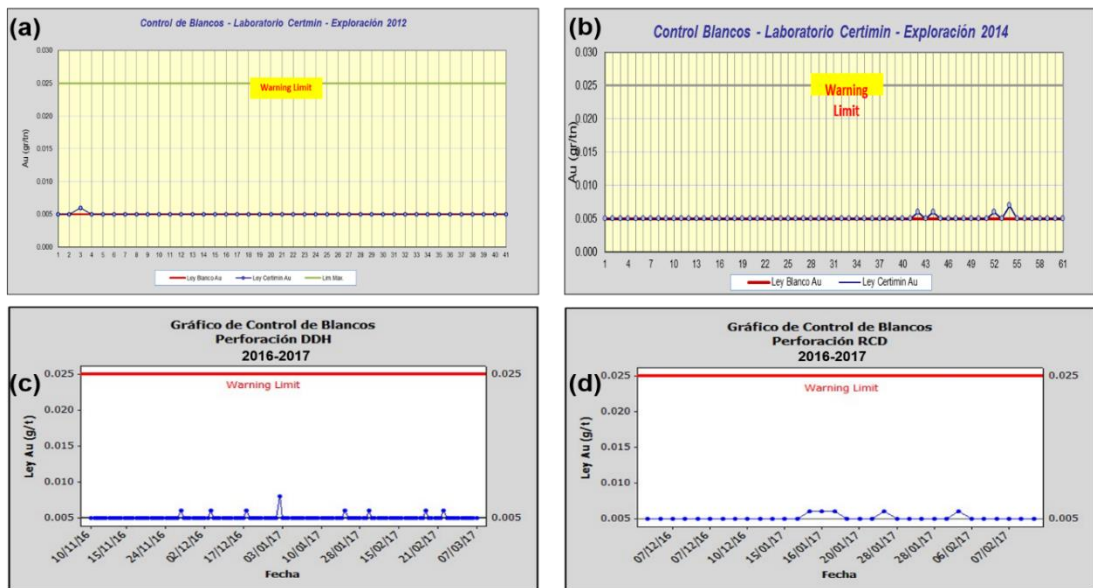 (a)
Control de Blancos - Laboratorio Certmin - Exploración 2012
0.030
0.025
0.020
0.015
0.010
0.005
0.000
Au (gr/tn)
Warning Limit
1 2 3 4 5 6 7 8 9 10 11 12 13 14 15 16 17 18 19 20 21 22 23 24 25 26 27 28 29 30 31 32 33 34 35 36 37 38 39 40 41
Ley Blanco Au Ley Certimin Au Lim.Max.
(b)
Control Blancos - Laboratorio Certimin - Exploración 2014
0.030
0.025
0.020
0.015
0.010
0.005
0.000
Au (gr/tn)
Warning
Limit
1 4 7 10 13 16 19 22 25 28 31 34 37 40 43 46 49 52 55 58 61
Ley Blanco Au Ley Certimin Au
(c)
Gráfico de Control de Blancos
Perforación DDH
2016-2017
0.025
0.020
0.015
0.010
0.005
Ley Au (g/t)
Warning Limit
0.025
0.005
10/11/16 15/11/16 24/11/16 02/12/16 17/12/16 03/01/17 10/01/17 28/01/17 15/02/17 21/02/17 07/03/17
Fecha
(d)
Gráfico de Control de Blancos
Perforación RCD
2016-2017
0.025
0.020
0.015
0.010
0.005
Ley Au (g/t)
Warning Limit
0.025
0.005
07/12/16 07/12/16 10/12/16 15/01/17 16/01/17 20/01/17 28/01/17 28/01/17 06/02/17 07/02/17
Fecha